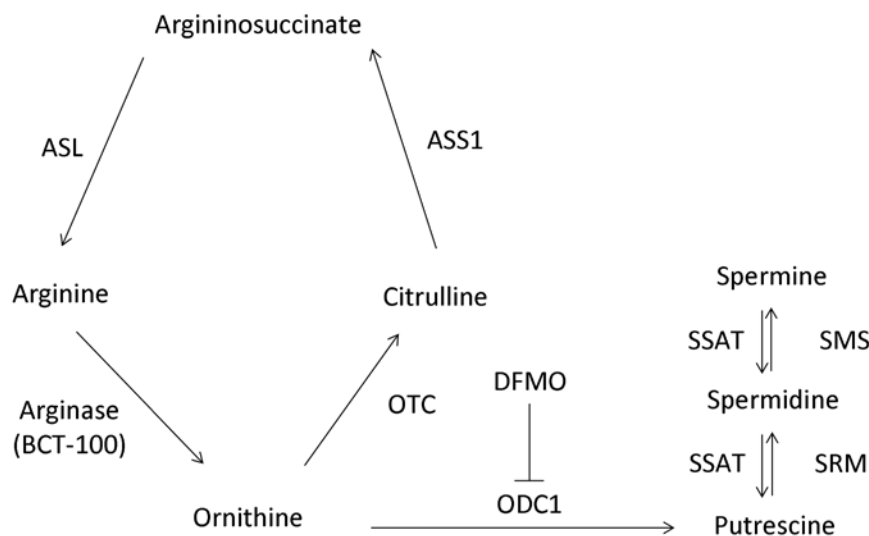 Argininosuccinate
ASL
ASS1
Arginine
Citrulline
Spermine
SSAT
SMS
DFMO
Arginase
(BCT-100)
OTC
Spermidine
SSAT
SRM
ODC1
Ornithine
Putrescine